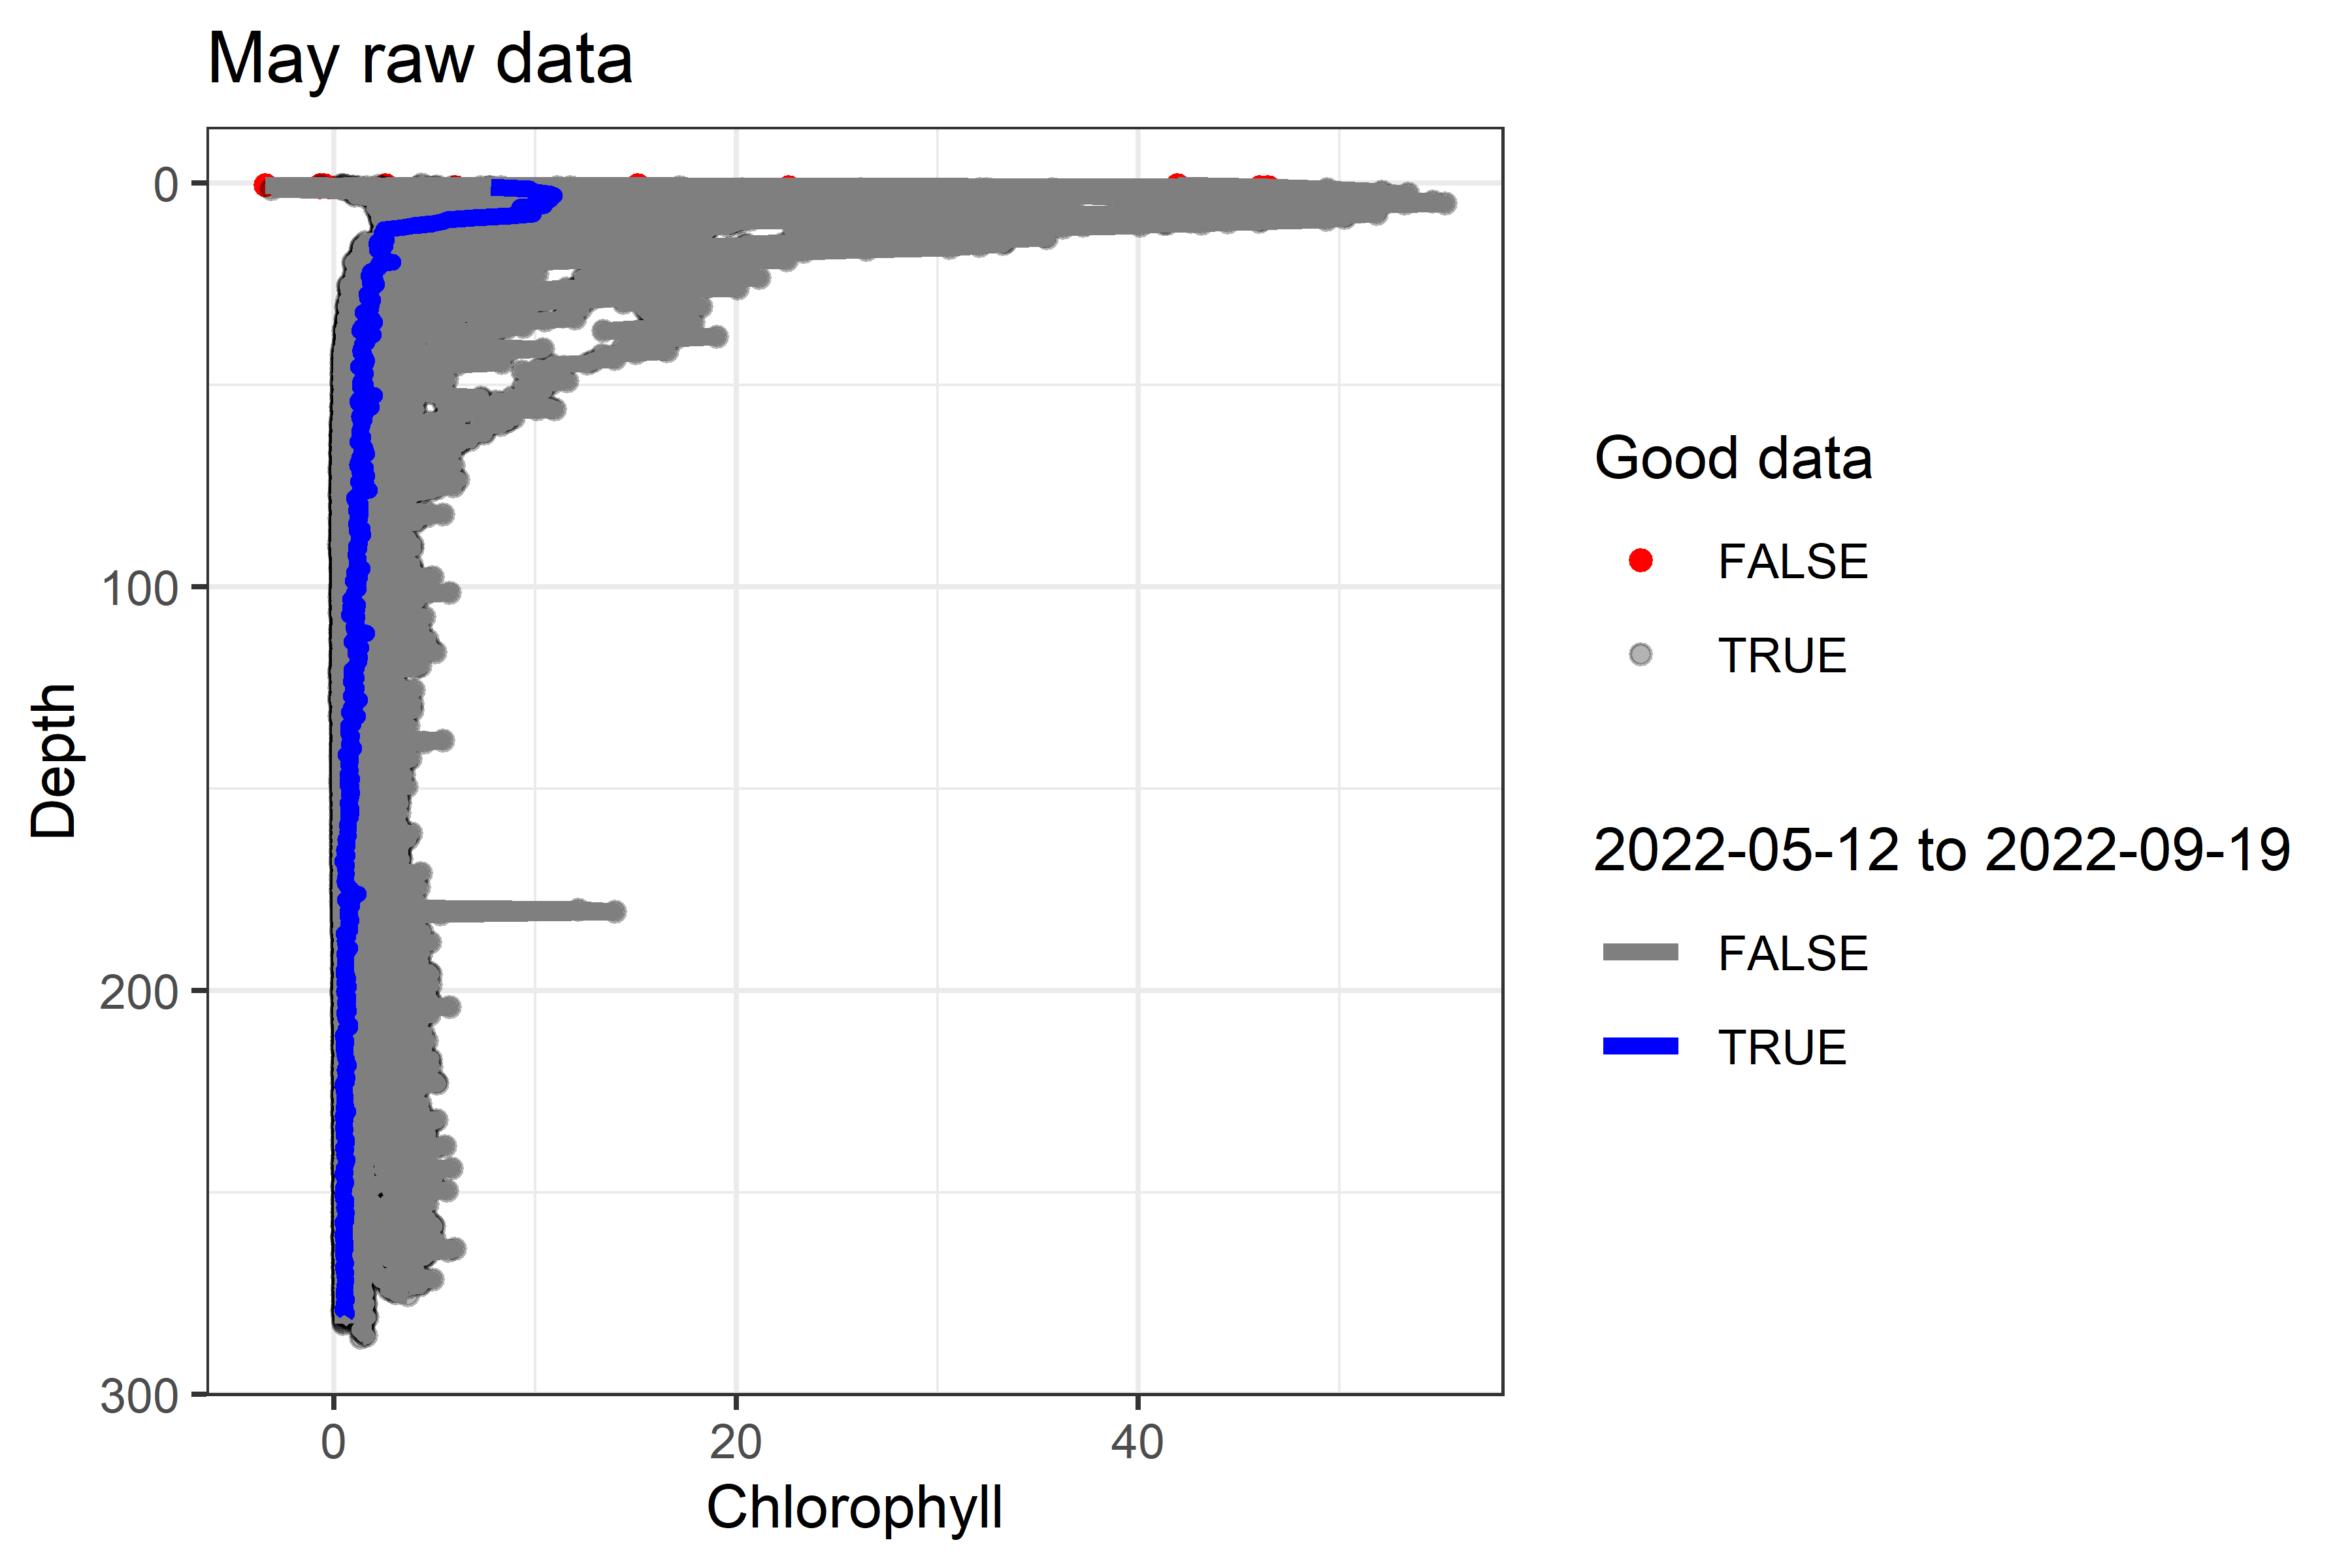 May raw data
0
100
200
300
Depth
0 20 40
Chlorophyll
Good data
FALSE
TRUE
2022-05-12 to 2022-09-19
FALSE
TRUE